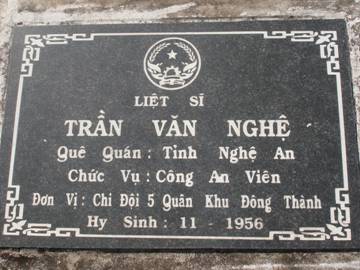 LIỆT SĨ
TRẦN VĂN NGHỆ
Quê Quán : Tỉnh Nghệ An
Chức Vụ : Công An Viên
Đơn Vị : Chi Đội 5 Quân Khu Đông Thành
Hy Sinh : 11 - 1956